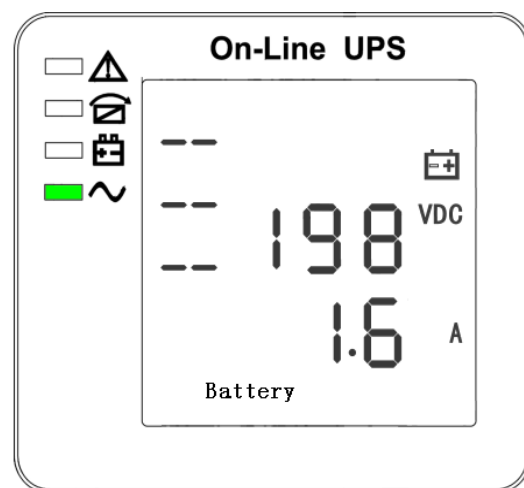 On-Line UPS
--
--
VDC
198
--
1.6 A
Battery